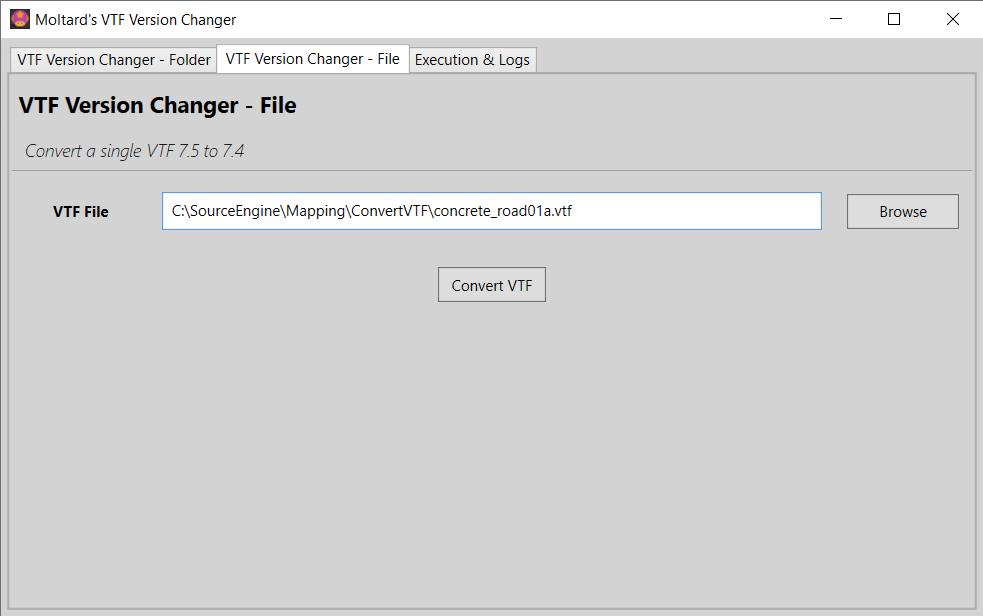 Moltard's VTF Version Changer
VTF Version Changer - Folder
VTF Version Changer - File
Execution & Logs
VTF Version Changer - File
Convert a single VTF 7.5 to 7.4
VTF File
C:\SourceEngine\Mapping\ConvertVTF\concrete_road01a.vtf
Browse
Convert VTF